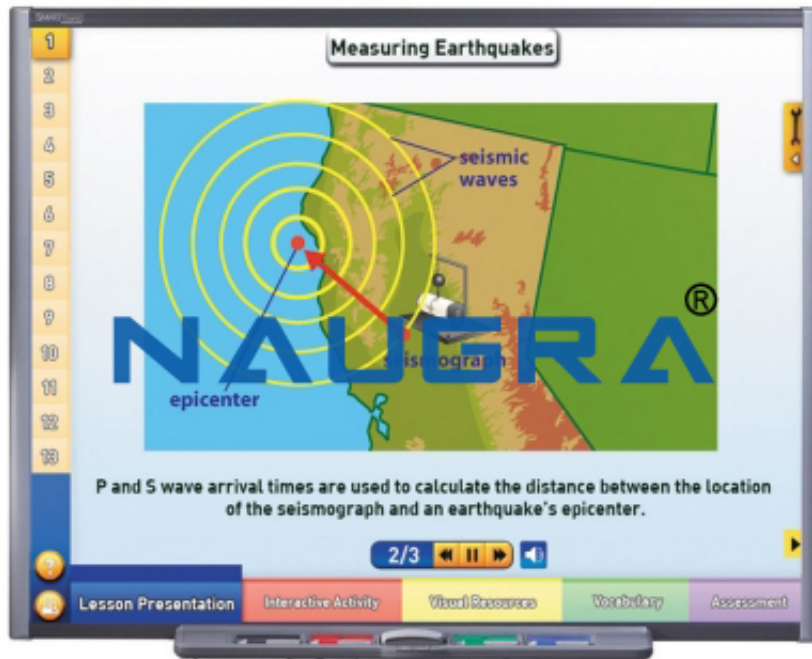 1
Measuring Earthquakes
2
3
4
seismic
waves
5
6
7
8
9
®
NAUGRA
10
seismograph
11
epicenter
12
13
P and S wave arrival times are used to calculate the distance between the location
of the seismograph and an earthquake's epicenter.
2/3
?
Lesson Presentation Interactive Activity Visual Resources Vocabulary Assessment